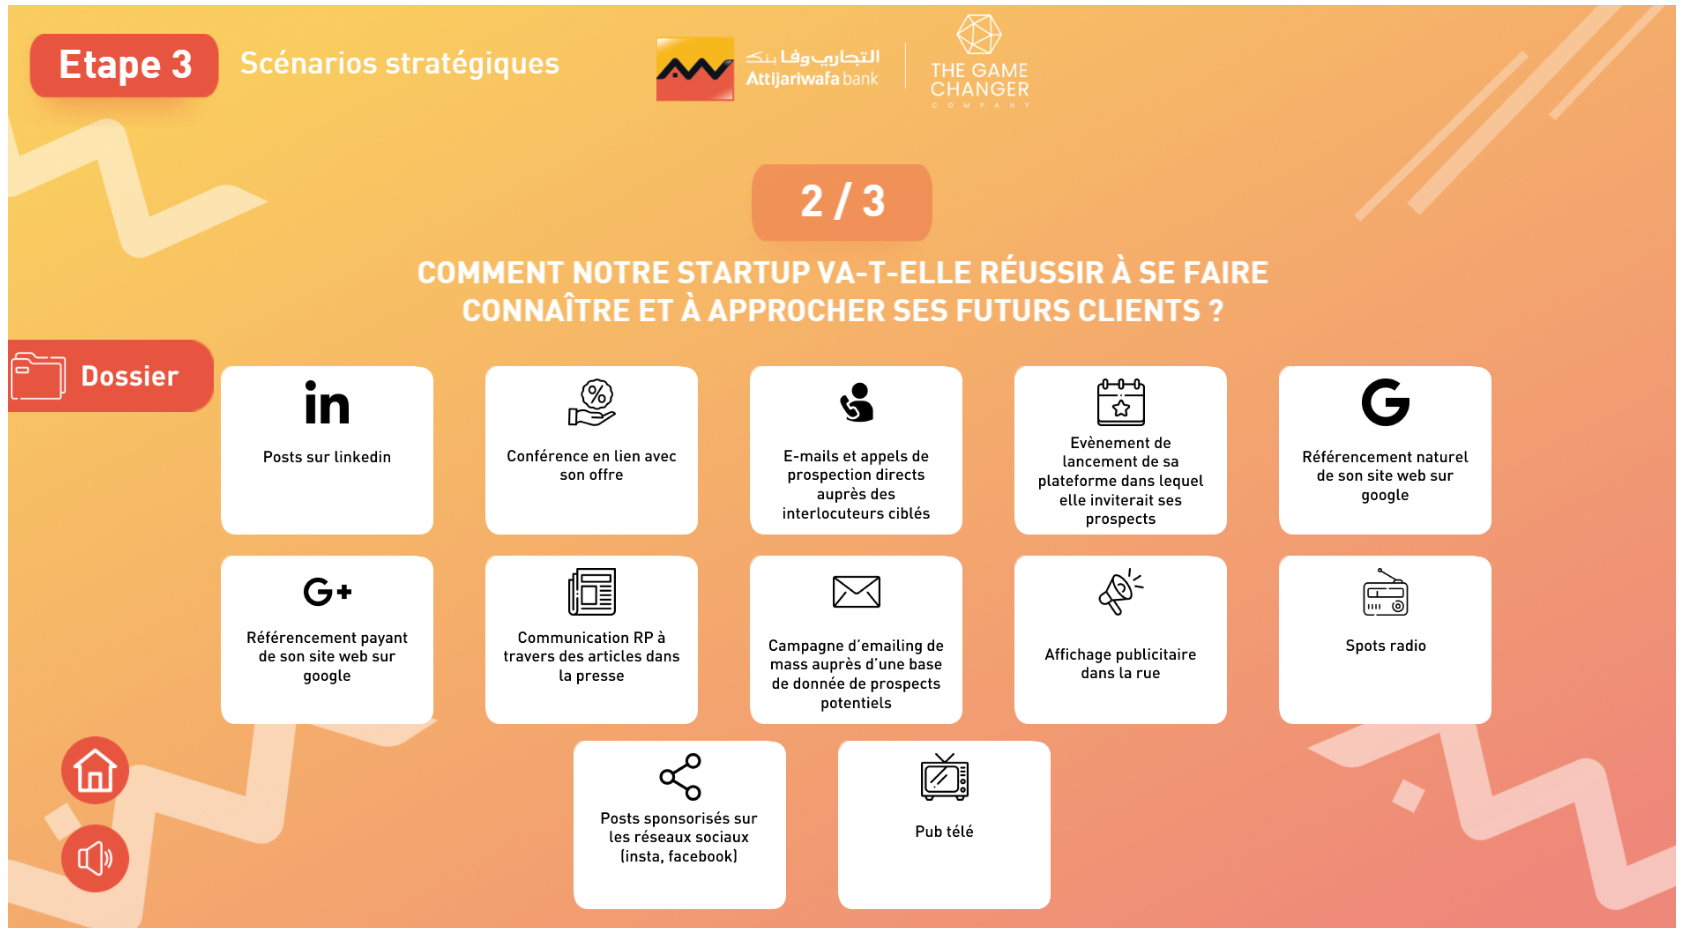 Etape 3
Scénarios stratégiques
التجاري وفا بنك
Attijariwafa bank
THE GAME
CHANGER
COMPANY
2 / 3
COMMENT NOTRE STARTUP VA-T-ELLE RÉUSSIR À SE FAIRE
CONNAÎTRE ET À APPROCHER SES FUTURS CLIENTS ?
Dossier
in
Posts sur linkedin
%
Conférence en lien avec
son offre
E-mails et appels de
prospection directs
auprès des
interlocuteurs ciblés
Evènement de
lancement de sa
plateforme dans lequel
elle inviterait ses
prospects
G
Référencement naturel
de son site web sur
google
G+
Référencement payant
de son site web sur
google
Communication RP à
travers des articles dans
la presse
Campagne d'emailing de
mass auprès d'une base
de donnée de prospects
potentiels
Affichage publicitaire
dans la rue
Spots radio
Posts sponsorisés sur
les réseaux sociaux
(insta, facebook)
Pub télé